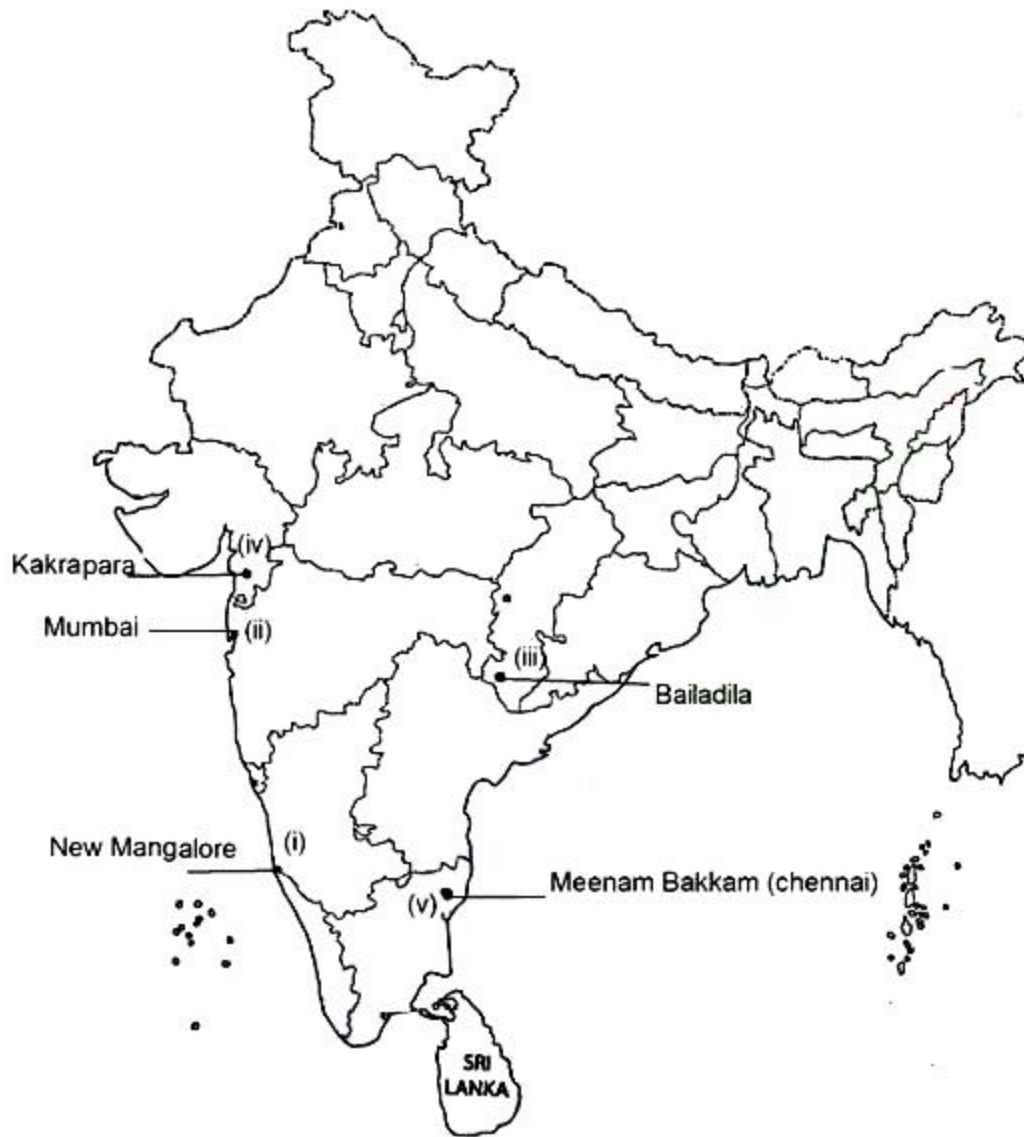 (iv)
Kakrapara
Mumbai
(ii)
(iii)
Bailadila
New Mangalore
(i)
Meenam Bakkam (chennai)
(v)
SRI
LANKA